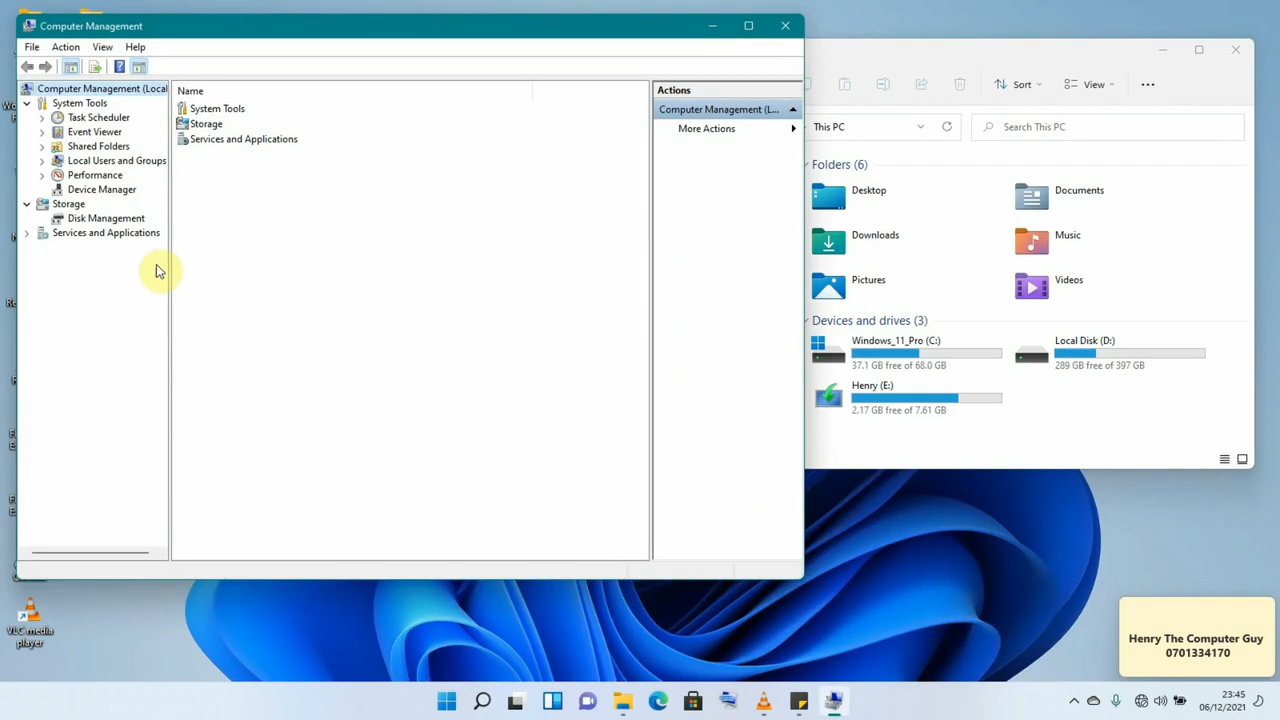 Computer Management
File Action View Help
Computer Management (Local
System Tools
Task Scheduler
Event Viewer
Shared Folders
Local Users and Groups
Performance
Device Manager
Storage
Disk Management
Services and Applications
Name
System Tools
Storage
Services and Applications
Actions
Computer Management (L...
More Actions
Sort
View
This PC
Search This PC
Folders (6)
Desktop
Documents
Downloads
Music
Pictures
Videos
Devices and drives (3)
Windows_11_Pro (C:)
37.1 GB free of 68.0 GB
Local Disk (D:)
289 GB free of 397 GB
Henry (E:)
2.17 GB free of 7.61 GB
VLC media
player
Henry The Computer Guy
0701334170
23:45
06/12/2021